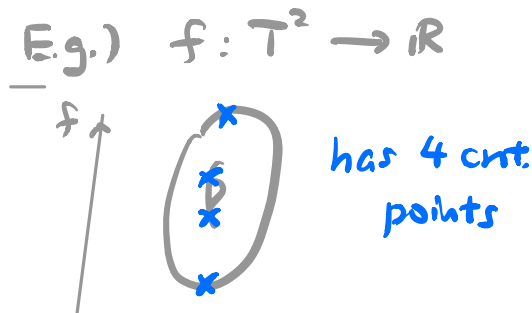 E.g.) f : T² → ℝ
f
has 4 crit.
points